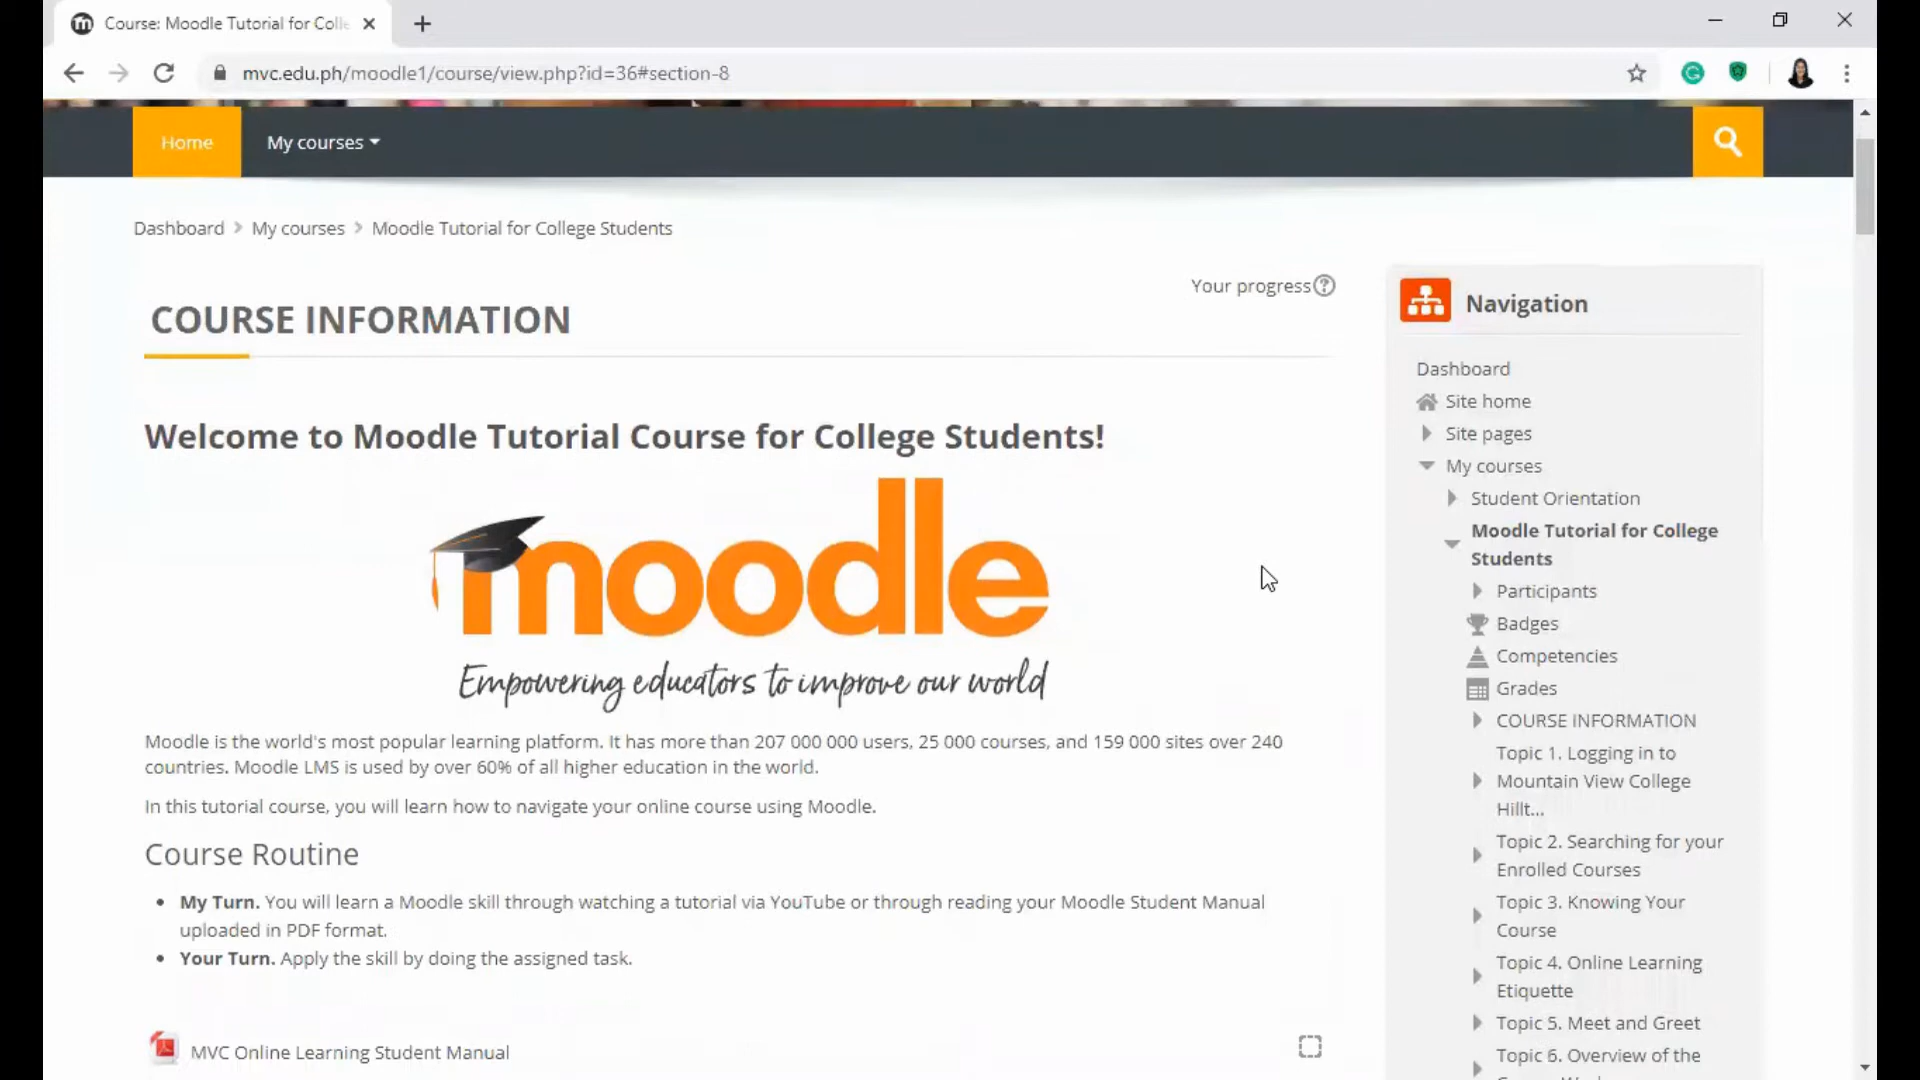 Course: Moodle Tutorial for Colle
mvc.edu.ph/moodle1/course/view.php?id=36#section-8
Home
My courses
Dashboard > My courses > Moodle Tutorial for College Students
Your progress
COURSE INFORMATION
Welcome to Moodle Tutorial Course for College Students!
moodle
Empowering educators to improve our world
Moodle is the world's most popular learning platform. It has more than 207 000 000 users, 25 000 courses, and 159 000 sites over 240
countries. Moodle LMS is used by over 60% of all higher education in the world.
In this tutorial course, you will learn how to navigate your online course using Moodle.
Course Routine
• My Turn. You will learn a Moodle skill through watching a tutorial via YouTube or through reading your Moodle Student Manual
uploaded in PDF format.
• Your Turn. Apply the skill by doing the assigned task.
MVC Online Learning Student Manual
Navigation
Dashboard
Site home
Site pages
My courses
Student Orientation
Moodle Tutorial for College
Students
Participants
Badges
Competencies
Grades
COURSE INFORMATION
Topic 1. Logging in to
Mountain View College
Hillt...
Topic 2. Searching for your
Enrolled Courses
Topic 3. Knowing Your
Course
Topic 4. Online Learning
Etiquette
Topic 5. Meet and Greet
Topic 6. Overview of the